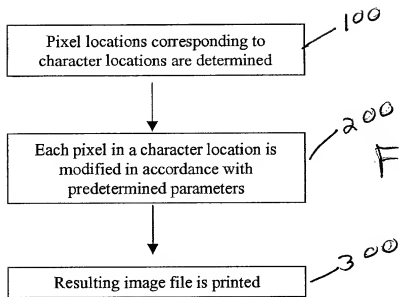 100
Pixel locations corresponding to
character locations are determined
200
Each pixel in a character location is
modified in accordance with
predetermined parameters
F
300
Resulting image file is printed